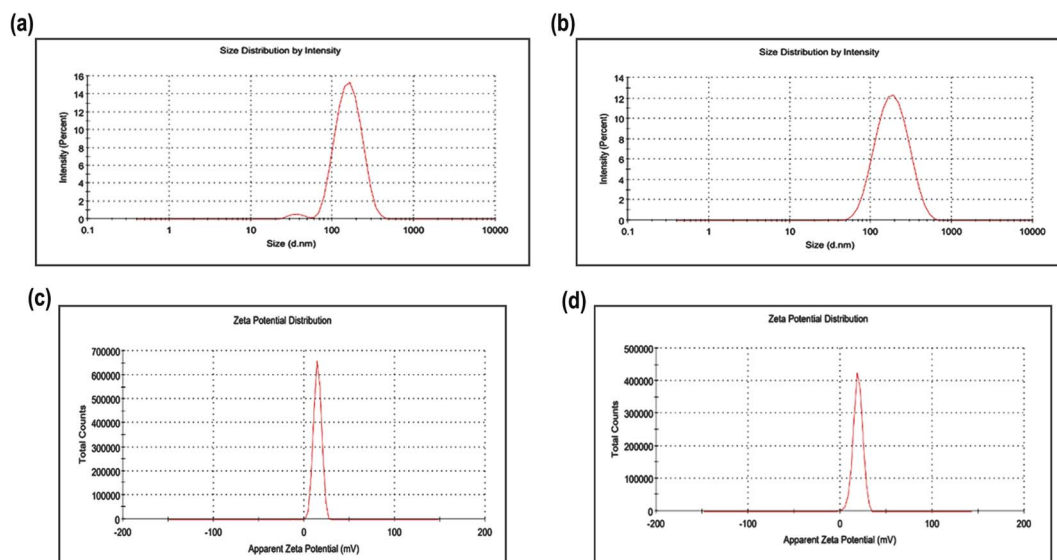 (a)
Size Distribution by Intensity
Intensity (Percent)
16
14
12
10
8
6
4
2
0
0.1 1 10 100 1000 10000
Size (d.nm)
(b)
Size Distribution by Intensity
Intensity (Percent)
14
12
10
8
6
4
2
0
0.1 1 10 100 1000 10000
Size (d.nm)
(c)
Zeta Potential Distribution
Total Counts
700000
600000
500000
400000
300000
200000
100000
0
-200 -100 0 100 200
Apparent Zeta Potential (mV)
(d)
Zeta Potential Distribution
Total Counts
500000
400000
300000
200000
100000
0
-200 -100 0 100 200
Apparent Zeta Potential (mV)